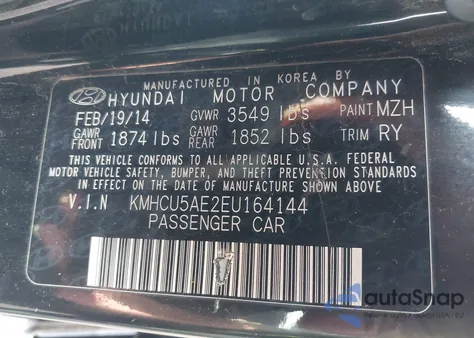 MANUFACTURED IN KOREA BY
HYUNDAI MOTOR COMPANY
FEB/19/14 GVWR 3549 lbs PAINT MZH
GAWR FRONT 1874 lbs GAWR REAR 1852 lbs TRIM RY
THIS VEHICLE CONFORMS TO ALL APPLICABLE U.S.A. FEDERAL
MOTOR VEHICLE SAFETY, BUMPER, AND THEFT PREVENTION STANDARDS
IN EFFECT ON THE DATE OF MANUFACTURE SHOWN ABOVE
V.I.N KMHCU5AE2EU164144
PASSENGER CAR
autoSnap